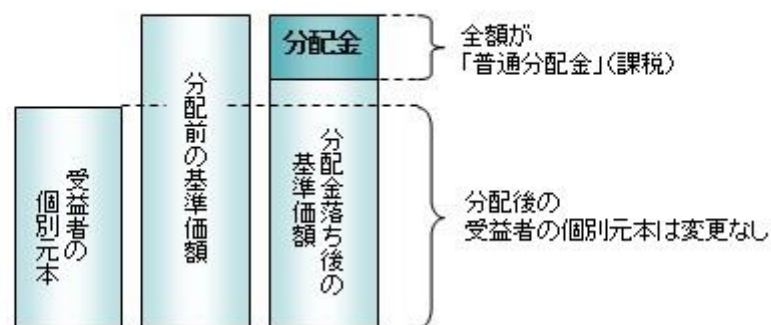 受益者の
個別元本
分配前の基準価額
分配金
分配金落ち後の
基準価額
全額が
「普通分配金」(課税)
分配後の
受益者の個別元本は変更なし